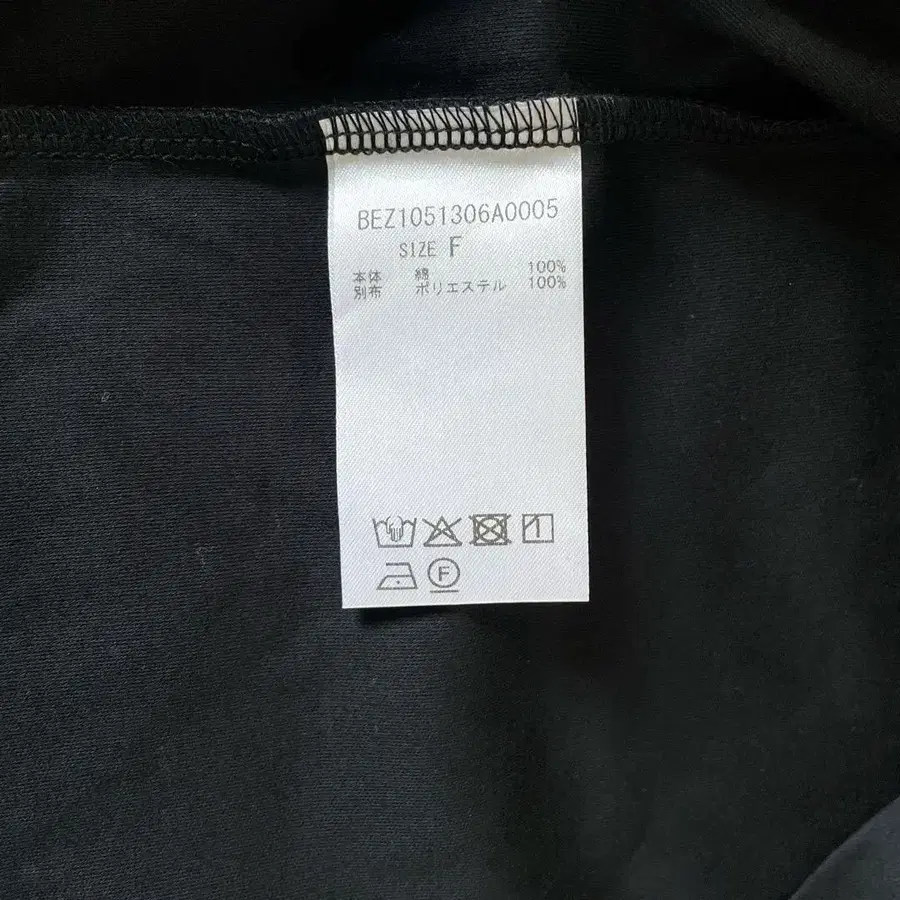 BEZ1051306A0005
SIZE F
本体 綿 100%
別布 ポリエステル 100%
F